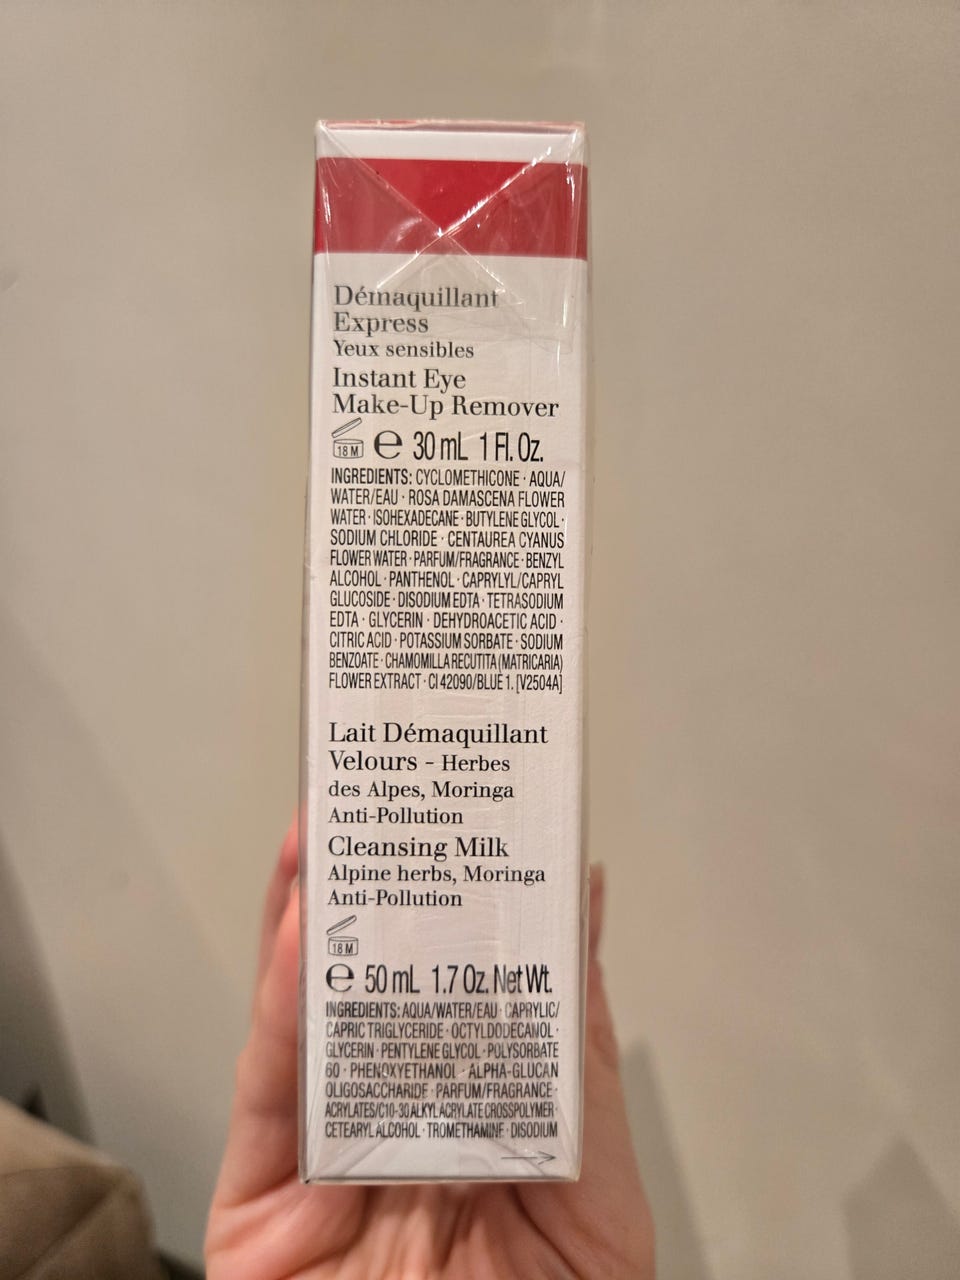 Démaquillant
Express
Yeux sensibles
Instant Eye
Make-Up Remover
18 M e 30 mL 1 Fl. Oz.
INGREDIENTS: CYCLOMETHICONE · AQUA/
WATER/EAU · ROSA DAMASCENA FLOWER
WATER · ISOHEXADECANE · BUTYLENE GLYCOL ·
SODIUM CHLORIDE · CENTAUREA CYANUS
FLOWER WATER · PARFUM/FRAGRANCE · BENZYL
ALCOHOL · PANTHENOL · CAPRYLYL/CAPRYL
GLUCOSIDE · DISODIUM EDTA · TETRASODIUM
EDTA · GLYCERIN · DEHYDROACETIC ACID ·
CITRIC ACID · POTASSIUM SORBATE · SODIUM
BENZOATE · CHAMOMILLA RECUTITA (MATRICARIA)
FLOWER EXTRACT · CI 42090/BLUE 1. [V2504A]
Lait Démaquillant
Velours - Herbes
des Alpes, Moringa
Anti-Pollution
Cleansing Milk
Alpine herbs, Moringa
Anti-Pollution
18 M
e 50 mL 1.7 Oz. Net Wt.
INGREDIENTS: AQUA/WATER/EAU · CAPRYLIC/
CAPRIC TRIGLYCERIDE · OCTYLDODECANOL ·
GLYCERIN · PENTYLENE GLYCOL · POLYSORBATE
60 · PHENOXYETHANOL · ALPHA-GLUCAN
OLIGOSACCHARIDE · PARFUM/FRAGRANCE ·
ACRYLATES/C10-30 ALKYL ACRYLATE CROSSPOLYMER ·
CETEARYL ALCOHOL · TROMETHAMINE · DISODIUM